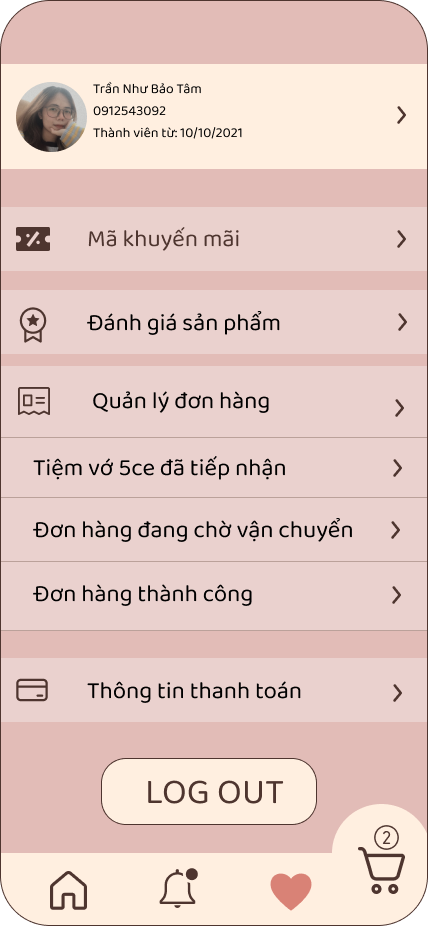 Trần Như Bảo Tâm
0912543092
Thành viên từ: 10/10/2021
Mã khuyến mãi
Đánh giá sản phẩm
Quản lý đơn hàng
Tiệm vớ 5ce đã tiếp nhận
Đơn hàng đang chờ vận chuyển
Đơn hàng thành công
Thông tin thanh toán
LOG OUT
2